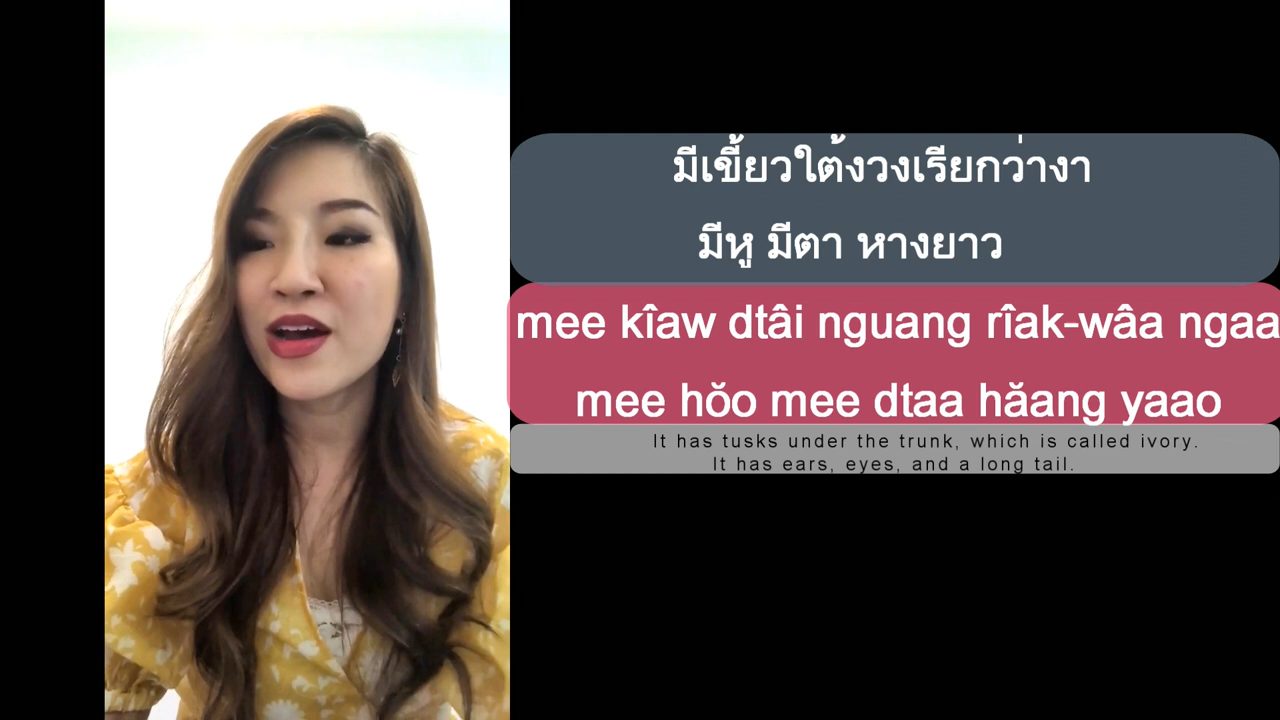 มีเขี้ยวใต้งวงเรียกว่างา
มีหู มีตา หางยาว
mee kîaw dtâi nguang rîak-wâa ngaa
mee hŏo mee dtaa hăang yaao
It has tusks under the trunk, which is called ivory.
It has ears, eyes, and a long tail.